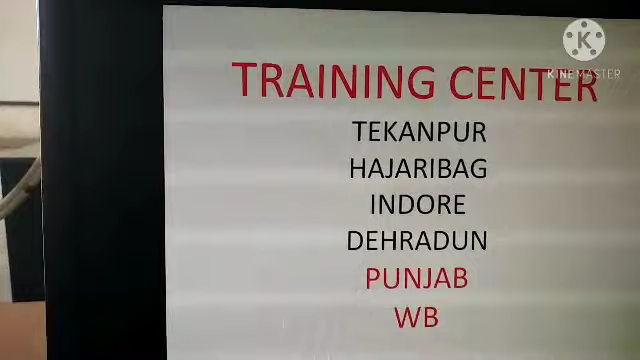 KINEMASTER
TRAINING CENTER
TEKANPUR
HAJARIBAG
INDORE
DEHRADUN
PUNJAB
WB